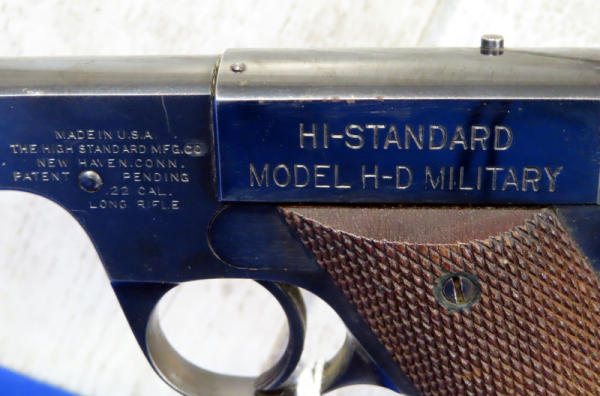 MADE IN U.S.A.
THE HIGH STANDARD MFG. CO
NEW HAVEN. CONN.
PATENT PENDING
.22 CAL.
LONG RIFLE
HI-STANDARD
MODEL H-D MILITARY